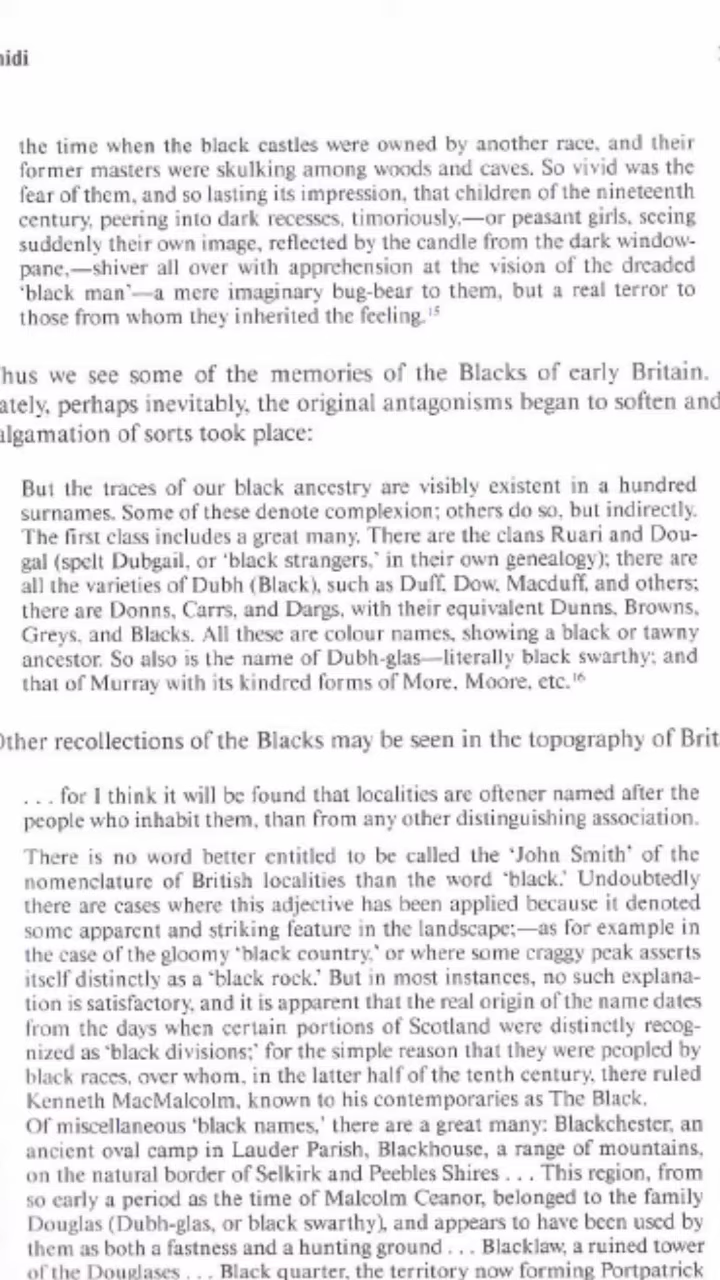 nidi
the time when the black castles were owned by another race, and their
former masters were skulking among woods and caves. So vivid was the
fear of them, and so lasting its impression, that children of the nineteenth
century, peering into dark recesses, timoriously,—or peasant girls, seeing
suddenly their own image, reflected by the candle from the dark window-
pane,—shiver all over with apprehension at the vision of the dreaded
‘black man’—a mere imaginary bug-bear to them, but a real terror to
those from whom they inherited the feeling.¹⁵
hus we see some of the memories of the Blacks of early Britain.
ately, perhaps inevitably, the original antagonisms began to soften and
algamation of sorts took place:
But the traces of our black ancestry are visibly existent in a hundred
surnames. Some of these denote complexion; others do so, but indirectly.
The first class includes a great many. There are the clans Ruari and Dou-
gal (spelt Dubgail, or ‘black strangers,’ in their own genealogy); there are
all the varieties of Dubh (Black), such as Duff, Dow, Macduff, and others;
there are Donns, Carrs, and Dargs, with their equivalent Dunns, Browns,
Greys, and Blacks. All these are colour names, showing a black or tawny
ancestor. So also is the name of Dubh-glas—literally black swarthy; and
that of Murray with its kindred forms of More, Moore, etc.¹⁶
Other recollections of the Blacks may be seen in the topography of Brit
. . . for I think it will be found that localities are oftener named after the
people who inhabit them, than from any other distinguishing association.
There is no word better entitled to be called the ‘John Smith’ of the
nomenclature of British localities than the word ‘black.’ Undoubtedly
there are cases where this adjective has been applied because it denoted
some apparent and striking feature in the landscape;—as for example in
the case of the gloomy ‘black country,’ or where some craggy peak asserts
itself distinctly as a ‘black rock.’ But in most instances, no such explana-
tion is satisfactory, and it is apparent that the real origin of the name dates
from the days when certain portions of Scotland were distinctly recog-
nized as ‘black divisions;’ for the simple reason that they were peopled by
black races, over whom, in the latter half of the tenth century, there ruled
Kenneth MacMalcolm, known to his contemporaries as The Black.
Of miscellaneous ‘black names,’ there are a great many: Blackchester, an
ancient oval camp in Lauder Parish, Blackhouse, a range of mountains,
on the natural border of Selkirk and Peebles Shires . . . This region, from
so early a period as the time of Malcolm Ceanor, belonged to the family
Douglas (Dubh-glas, or black swarthy), and appears to have been used by
them as both a fastness and a hunting ground . . . Blacklaw, a ruined tower
of the Douglases . . . Black quarter, the territory now forming Portpatrick